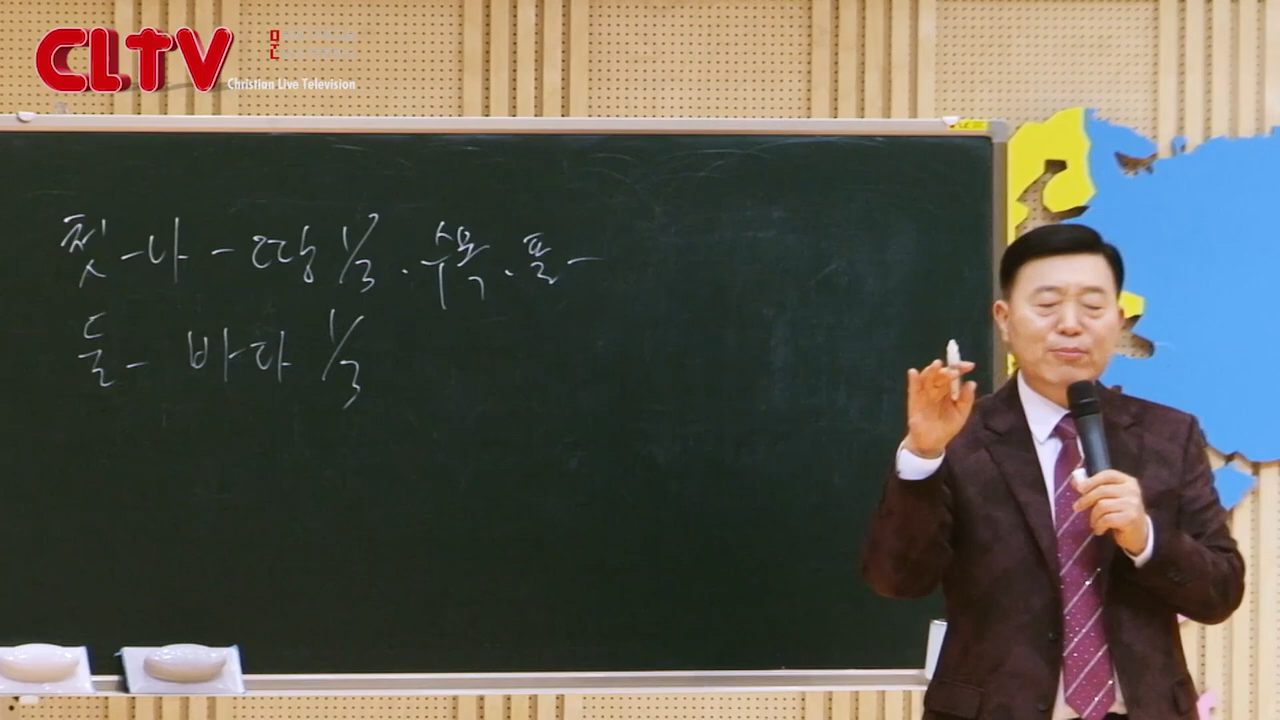 CLTV
Christian Live Television
첫-나-땅 1/3. 수목. 풀-
둘- 바다 1/3